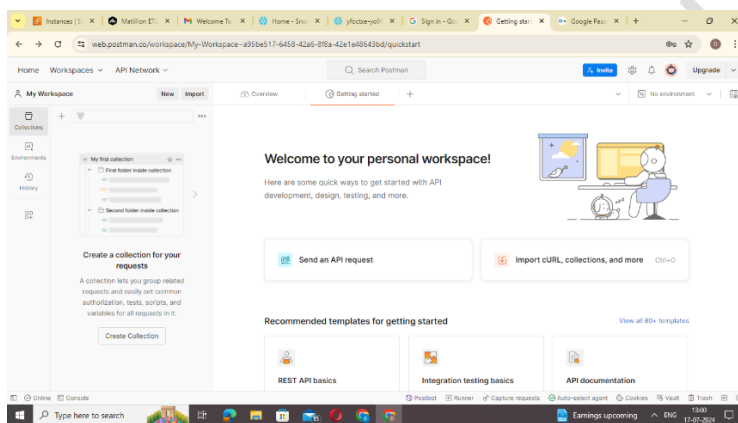 Instances | E
Matillion ET
Welcome To
Home - Sno
Sign in - Go
Getting start
Google Pass
web.postman.co/workspace/My-Workspace~a95be517-6458-42a6-8f8a-42e1e48643bd/quickstart
Home Workspaces API Network Search Postman Invite Upgrade
My Workspace New Import Overview Getting started No environment
Collections
Environments
History
My first collection
First folder inside collection
Second folder inside collection
Create a collection for your
requests
A collection lets you group related
requests and easily set common
authorization, tests, scripts, and
variables for all requests in it.
Create Collection
Welcome to your personal workspace!
Here are some quick ways to get started with API
development, design, testing, and more.
Send an API request
Import cURL, collections, and more Ctrl+O
Recommended templates for getting started View all 80+ templates
REST API basics
Integration testing basics
API documentation
Online Console Postbot Runner Capture requests Auto-select agent Cookies Vault Trash
Type here to search Earnings upcoming ENG 13:00
17-07-2024